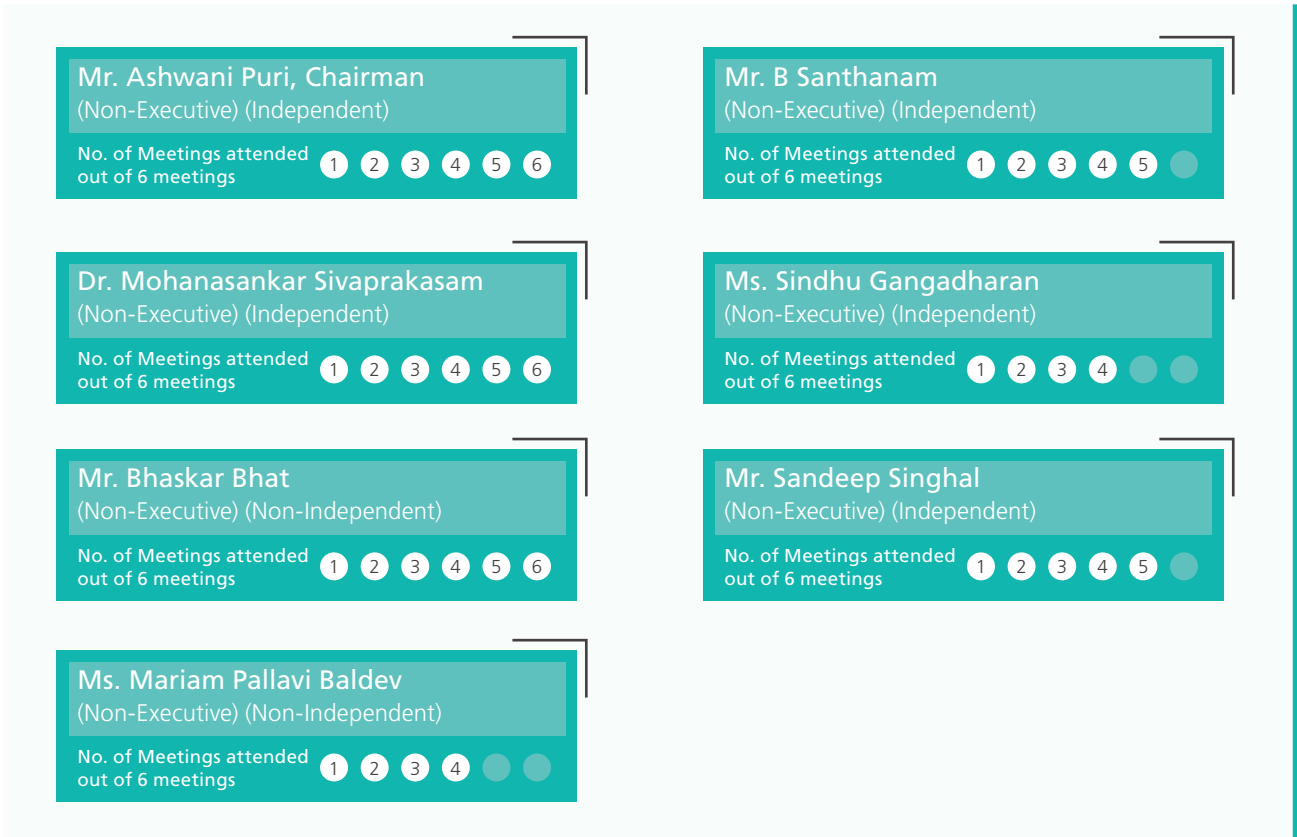 Mr. Ashwani Puri, Chairman
(Non-Executive) (Independent)
No. of Meetings attended
out of 6 meetings
1 2 3 4 5 6
Mr. B Santhanam
(Non-Executive) (Independent)
No. of Meetings attended
out of 6 meetings
1 2 3 4 5
Dr. Mohanasankar Sivaprakasam
(Non-Executive) (Independent)
No. of Meetings attended
out of 6 meetings
1 2 3 4 5 6
Ms. Sindhu Gangadharan
(Non-Executive) (Independent)
No. of Meetings attended
out of 6 meetings
1 2 3 4
Mr. Bhaskar Bhat
(Non-Executive) (Non-Independent)
No. of Meetings attended
out of 6 meetings
1 2 3 4 5 6
Mr. Sandeep Singhal
(Non-Executive) (Independent)
No. of Meetings attended
out of 6 meetings
1 2 3 4 5
Ms. Mariam Pallavi Baldev
(Non-Executive) (Non-Independent)
No. of Meetings attended
out of 6 meetings
1 2 3 4